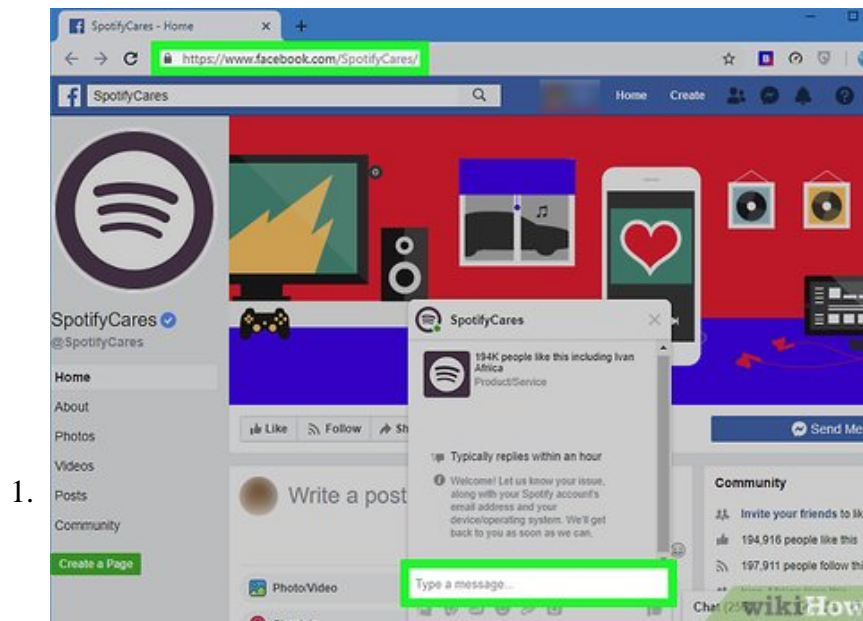 SpotifyCares - Home
https://www.facebook.com/SpotifyCares/
SpotifyCares
Home Create
SpotifyCares
@SpotifyCares
Home
About
Photos
Videos
Posts
Community
Create a Page
Like Follow Sh
SpotifyCares
194K people like this including Ivan
Africa
Product/Service
Typically replies within an hour
Welcome! Let us know your issue,
along with your Spotify account's
email address and your
device/operating system. We'll get
back to you as soon as we can.
Type a message...
Write a post
Photo/Video
Send Me
Community
Invite your friends to lik
194,916 people like this
197,911 people follow thi
Chat (25
wikiHow
1.